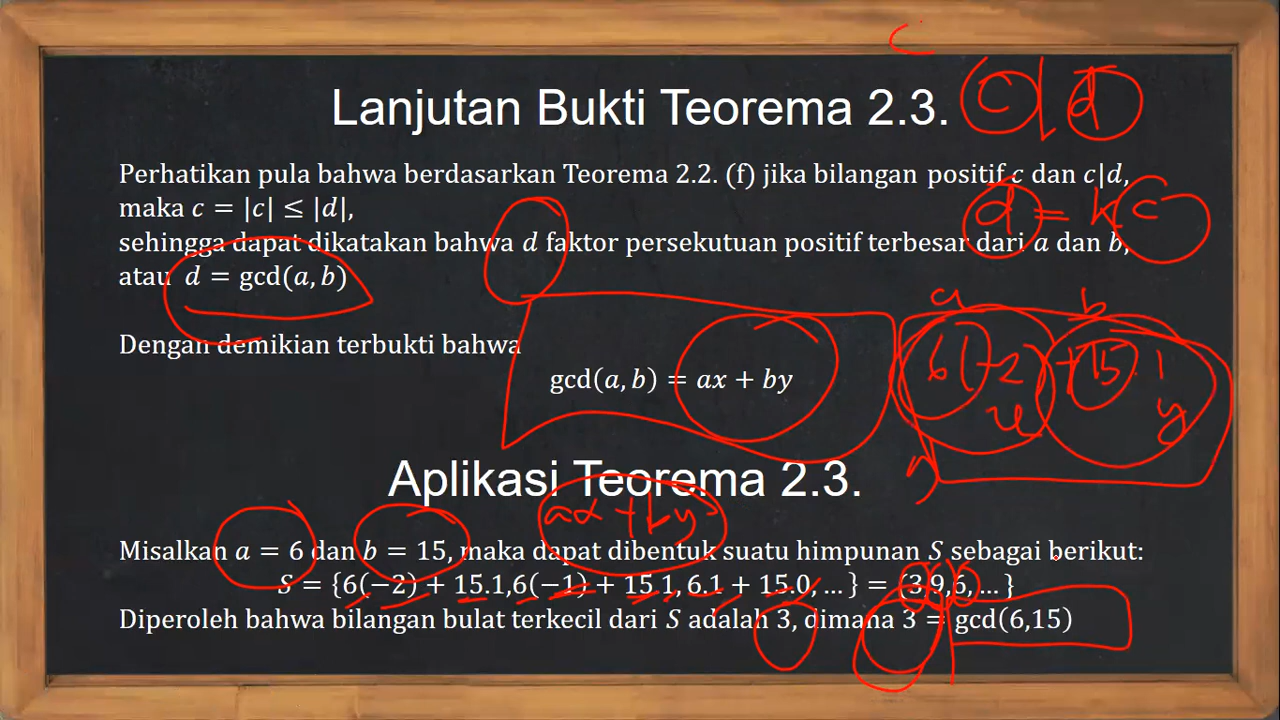 C
Lanjutan Bukti Teorema 2.3.
c | d
Perhatikan pula bahwa berdasarkan Teorema 2.2. (f) jika bilangan positif c dan c|d,
maka c = |c| ≤ |d|,
d = k c
sehingga dapat dikatakan bahwa d faktor persekutuan positif terbesar dari a dan b,
atau d = gcd(a, b)
a b
Dengan demikian terbukti bahwa
gcd(a, b) = ax + by
6(-2) + 15.1
x y
Aplikasi Teorema 2.3.
ax + by
Misalkan a = 6 dan b = 15, maka dapat dibentuk suatu himpunan S sebagai berikut:
S = {6(−2) + 15.1,6(−1) + 15.1, 6.1 + 15.0, … } = {3,9,6, … }
Diperoleh bahwa bilangan bulat terkecil dari S adalah 3, dimana 3 = gcd(6,15)